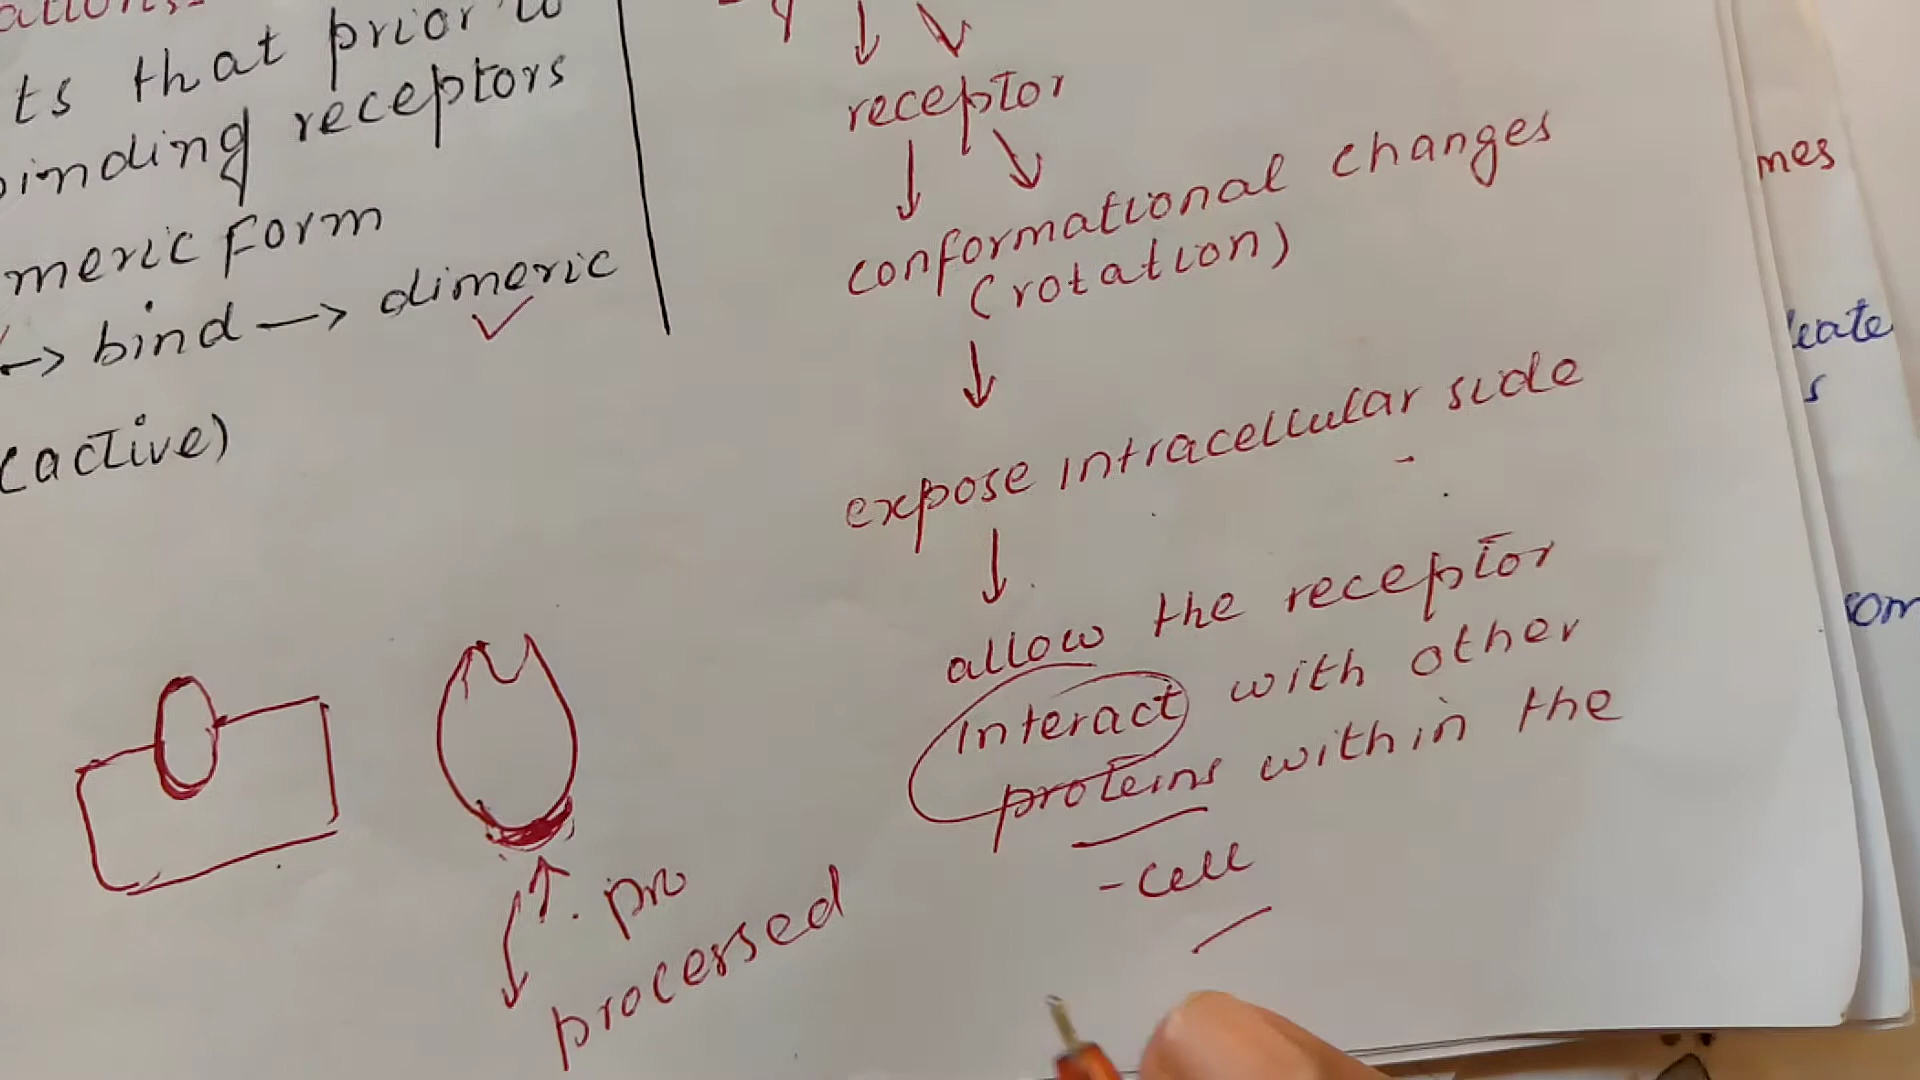 ts that prior to
binding receptors
meric form
→ bind → dimeric
(active)
receptor
conformational changes
(rotation)
expose intracellular side
allow the receptor
interact with other
proteins within the
- cell
pro
processed
mes
leate
s
om